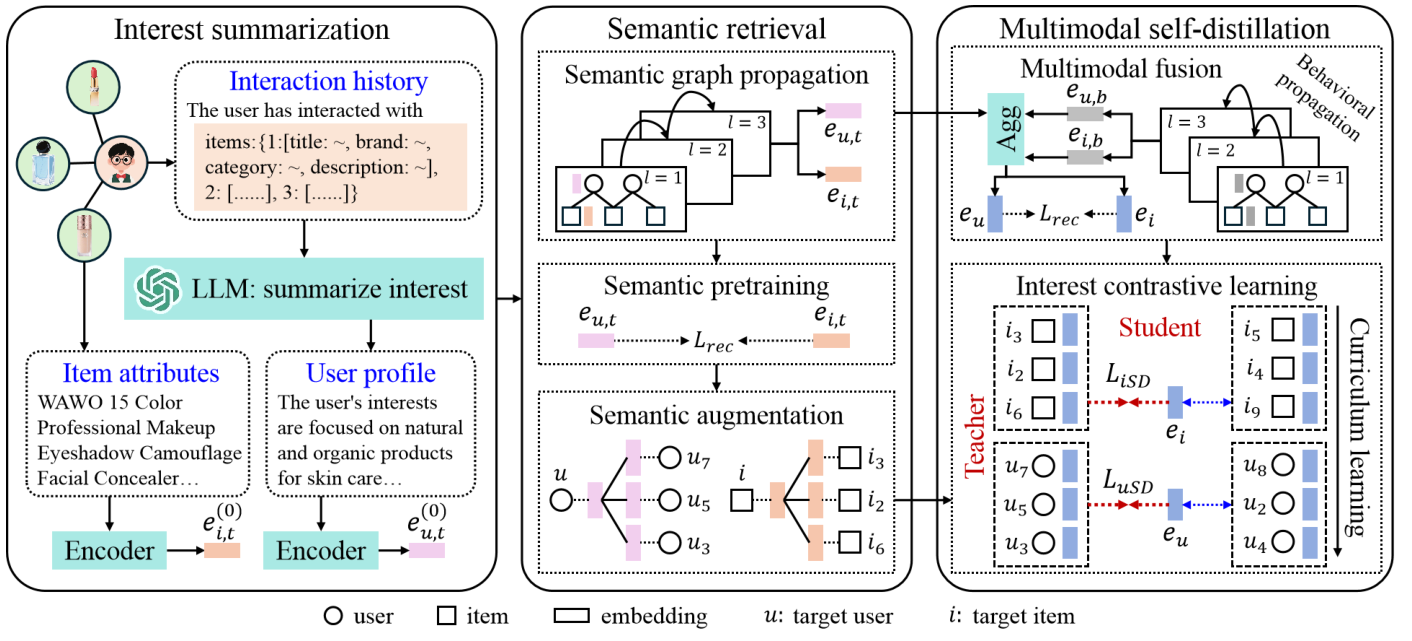 Interest summarization
Interaction history
The user has interacted with
items:{1:[title: ~, brand: ~,
category: ~, description: ~],
2: [......], 3: [......]}
LLM: summarize interest
Item attributes
WAWO 15 Color
Professional Makeup
Eyeshadow Camouflage
Facial Concealer…
User profile
The user's interests
are focused on natural
and organic products
for skin care…
Encoder
e_{i,t}^{(0)}
Encoder
e_{u,t}^{(0)}
Semantic retrieval
Semantic graph propagation
l = 3
l = 2
l = 1
e_{u,t}
e_{i,t}
Semantic pretraining
e_{u,t}
L_{rec}
e_{i,t}
Semantic augmentation
u
u_7
u_5
u_3
i
i_3
i_2
i_6
Multimodal self-distillation
Multimodal fusion
Behavioral
propagation
Agg
e_{u,b}
e_{i,b}
l = 3
l = 2
l = 1
e_u
L_{rec}
e_i
Interest contrastive learning
Teacher
Student
i_3
i_2
i_6
L_{iSD}
e_i
i_5
i_4
i_9
u_7
u_5
u_3
L_{uSD}
e_u
u_8
u_2
u_4
Curriculum learning
user
item
embedding
u: target user
i: target item